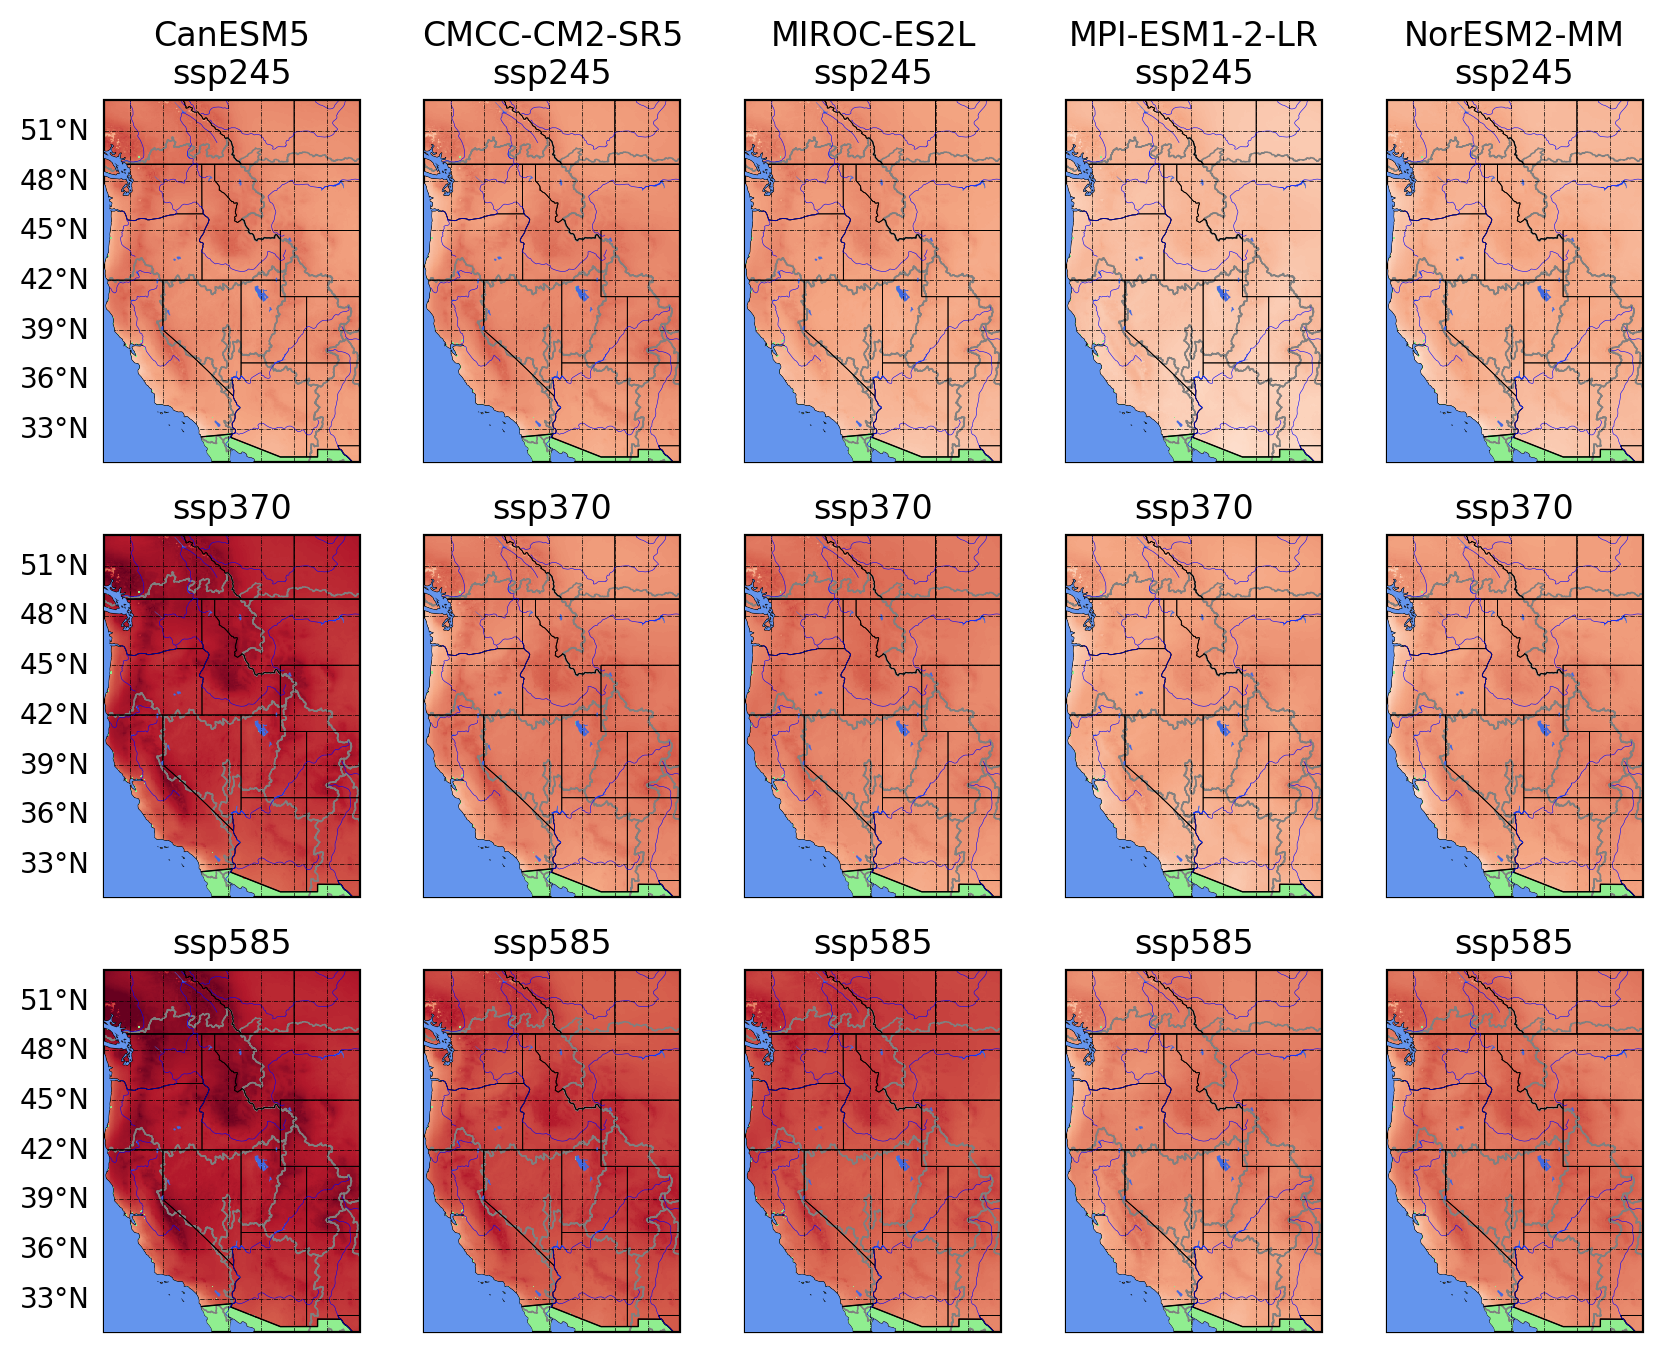 CanESM5 CMCC-CM2-SR5 MIROC-ES2L MPI-ESM1-2-LR NorESM2-MM
ssp245 ssp245 ssp245 ssp245 ssp245
51°N
48°N
45°N
42°N
39°N
36°N
33°N
ssp370 ssp370 ssp370 ssp370 ssp370
51°N
48°N
45°N
42°N
39°N
36°N
33°N
ssp585 ssp585 ssp585 ssp585 ssp585
51°N
48°N
45°N
42°N
39°N
36°N
33°N